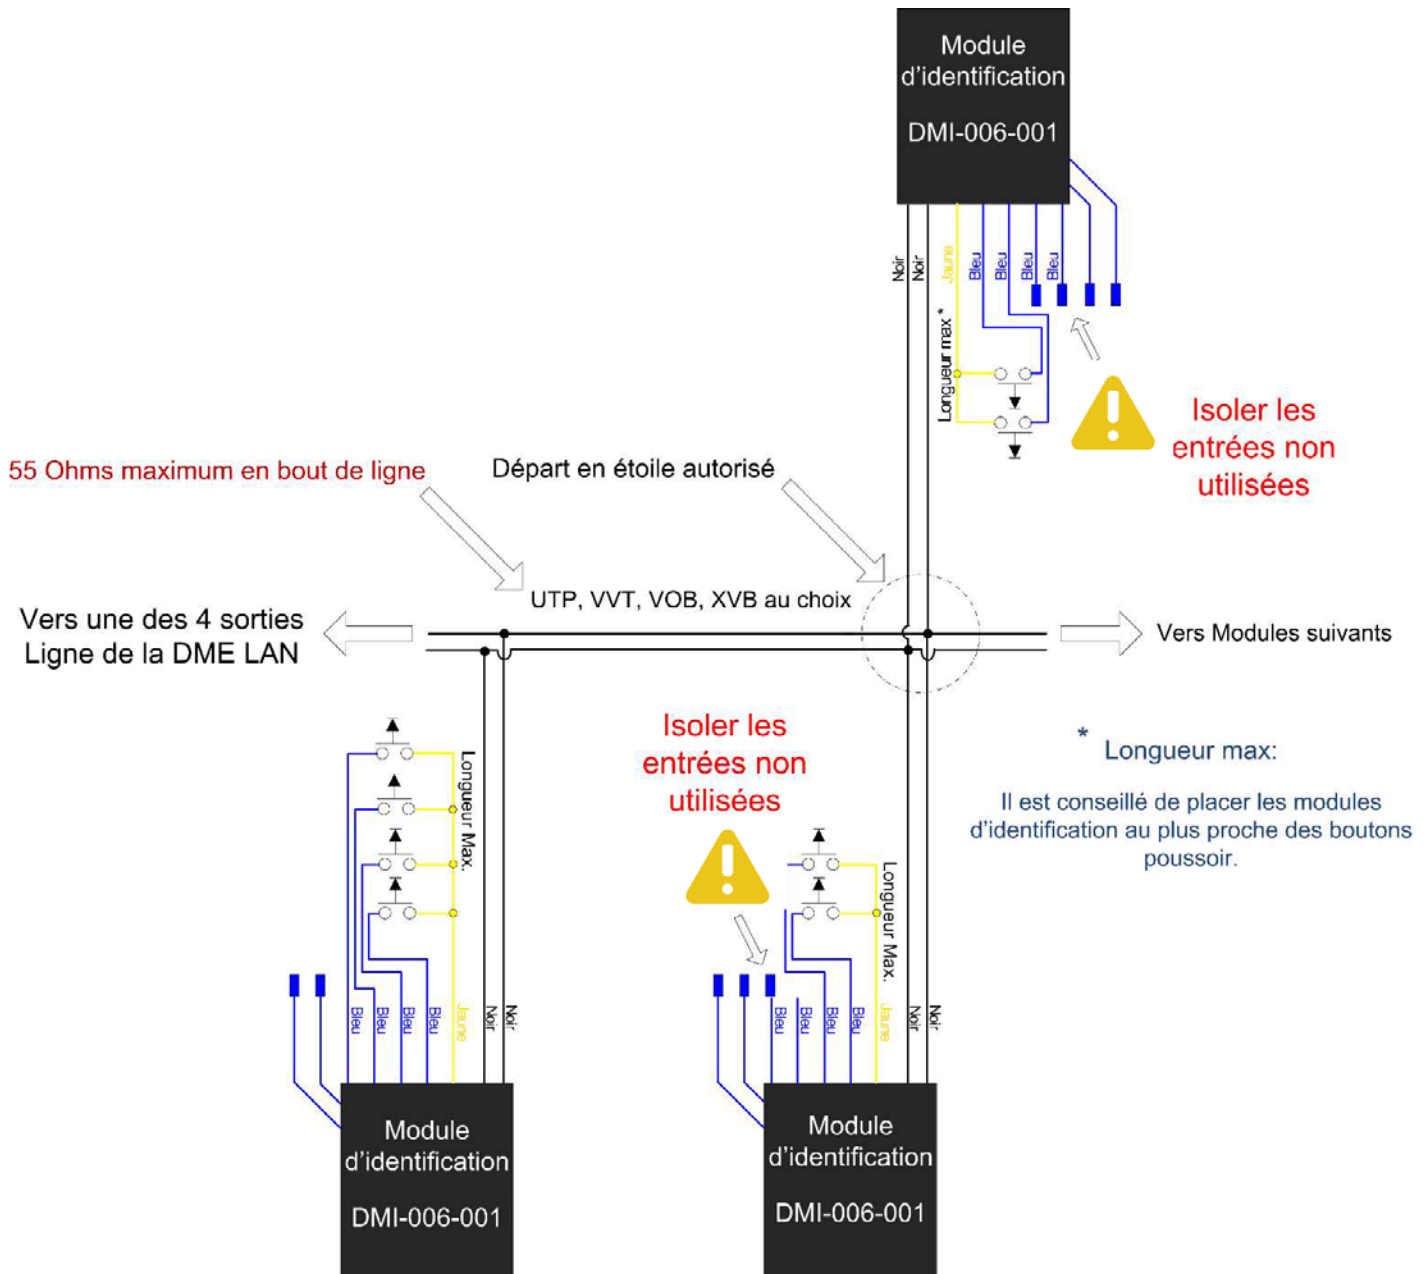 Module
d'identification
DMI-006-001
Noir
Noir
Jaune
Bleu
Bleu
Bleu
Bleu
Longueur max *
Isoler les
entrées non
utilisées
55 Ohms maximum en bout de ligne
Départ en étoile autorisé
UTP, VVT, VOB, XVB au choix
Vers une des 4 sorties
Ligne de la DME LAN
Vers Modules suivants
Isoler les
entrées non
utilisées
* Longueur max:
Il est conseillé de placer les modules
d'identification au plus proche des boutons
poussoir.
Longueur Max.
Longueur Max.
Bleu
Bleu
Bleu
Bleu
Jaune
Noir
Noir
Bleu
Bleu
Bleu
Bleu
Jaune
Noir
Noir
Module
d'identification
DMI-006-001
Module
d'identification
DMI-006-001